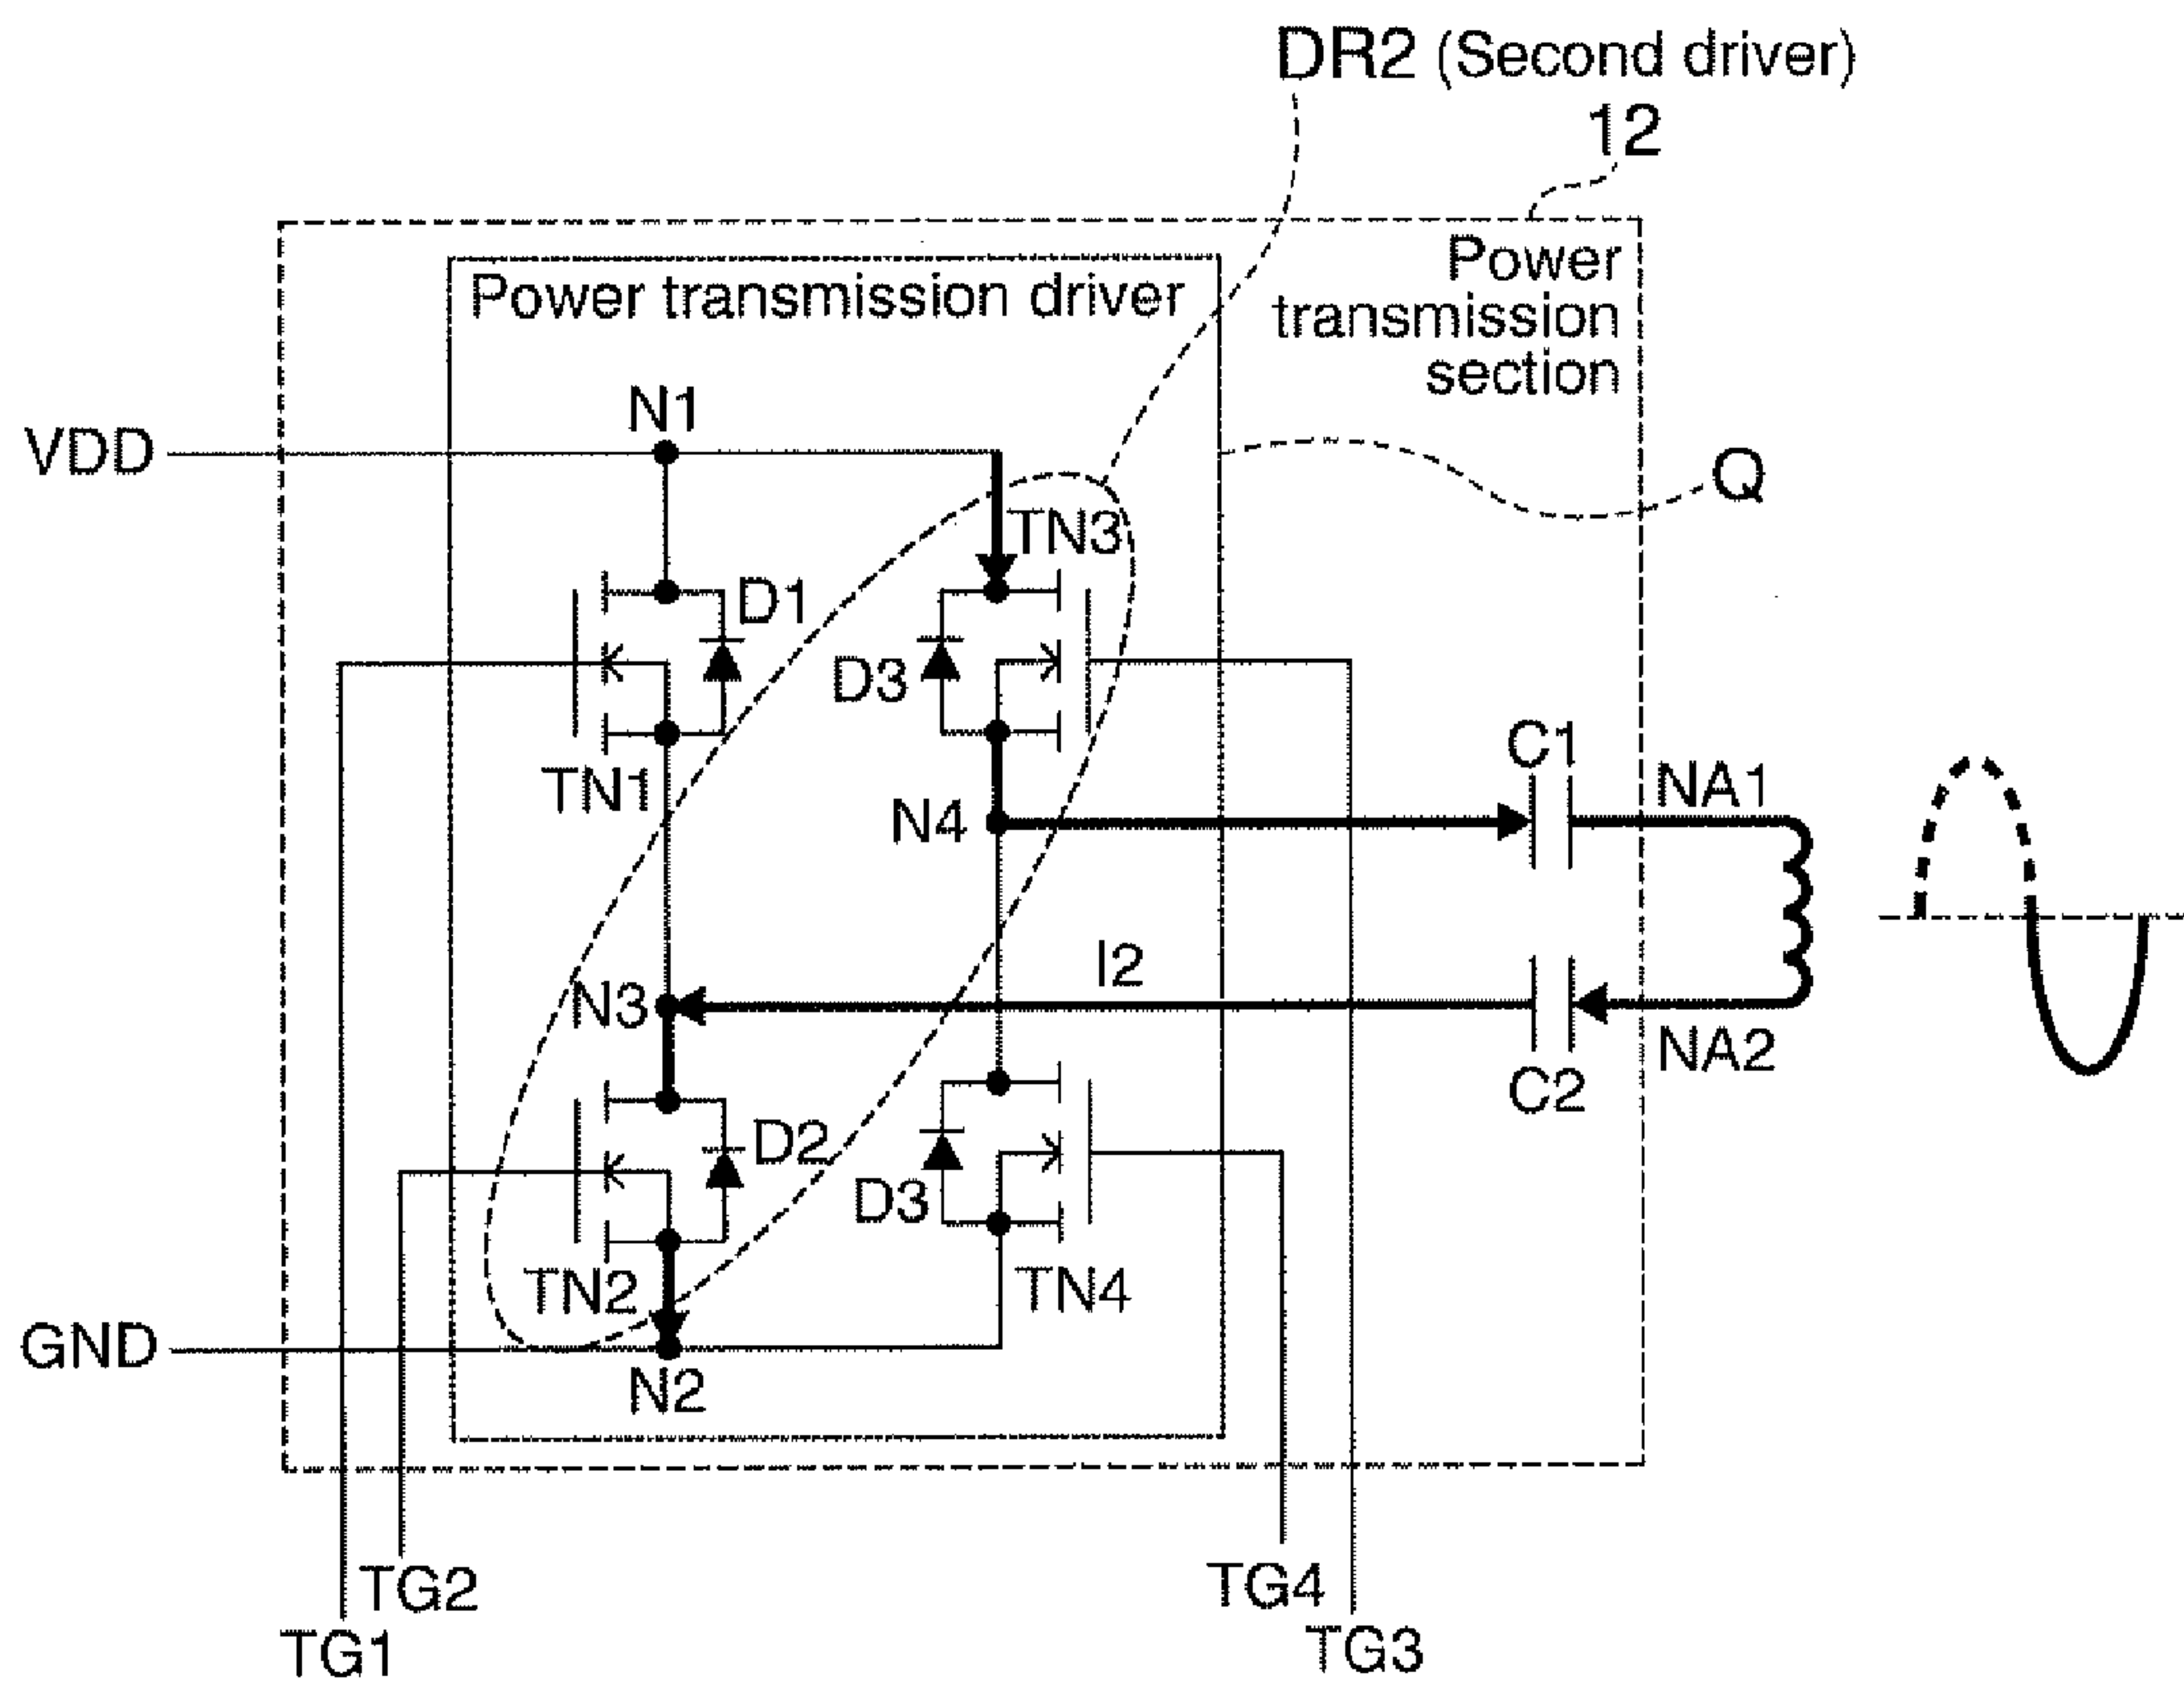 DR2 (Second driver)
12
Power
transmission
section
Power transmission driver
N1
VDD
Q
TN3
D1
D3
TN1
C1
NA1
N4
I2
N3
NA2
C2
D2
D3
TN2
TN4
GND
N2
TG2
TG4
TG1
TG3